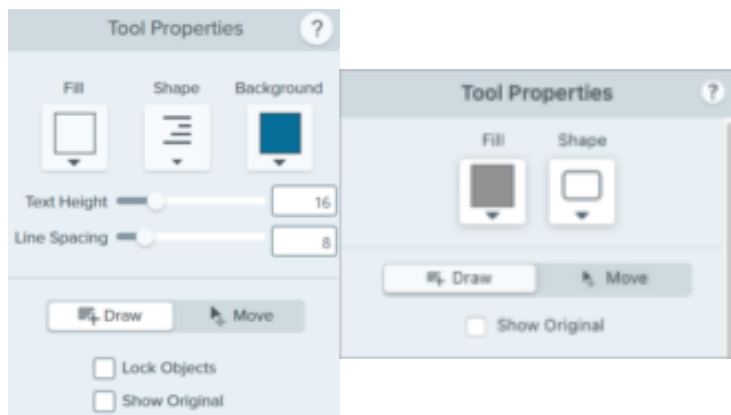 Tool Properties ?
Fill Shape Background
Text Height 16
Line Spacing 8
Draw Move
Lock Objects
Show Original
Tool Properties ?
Fill Shape
Draw Move
Show Original